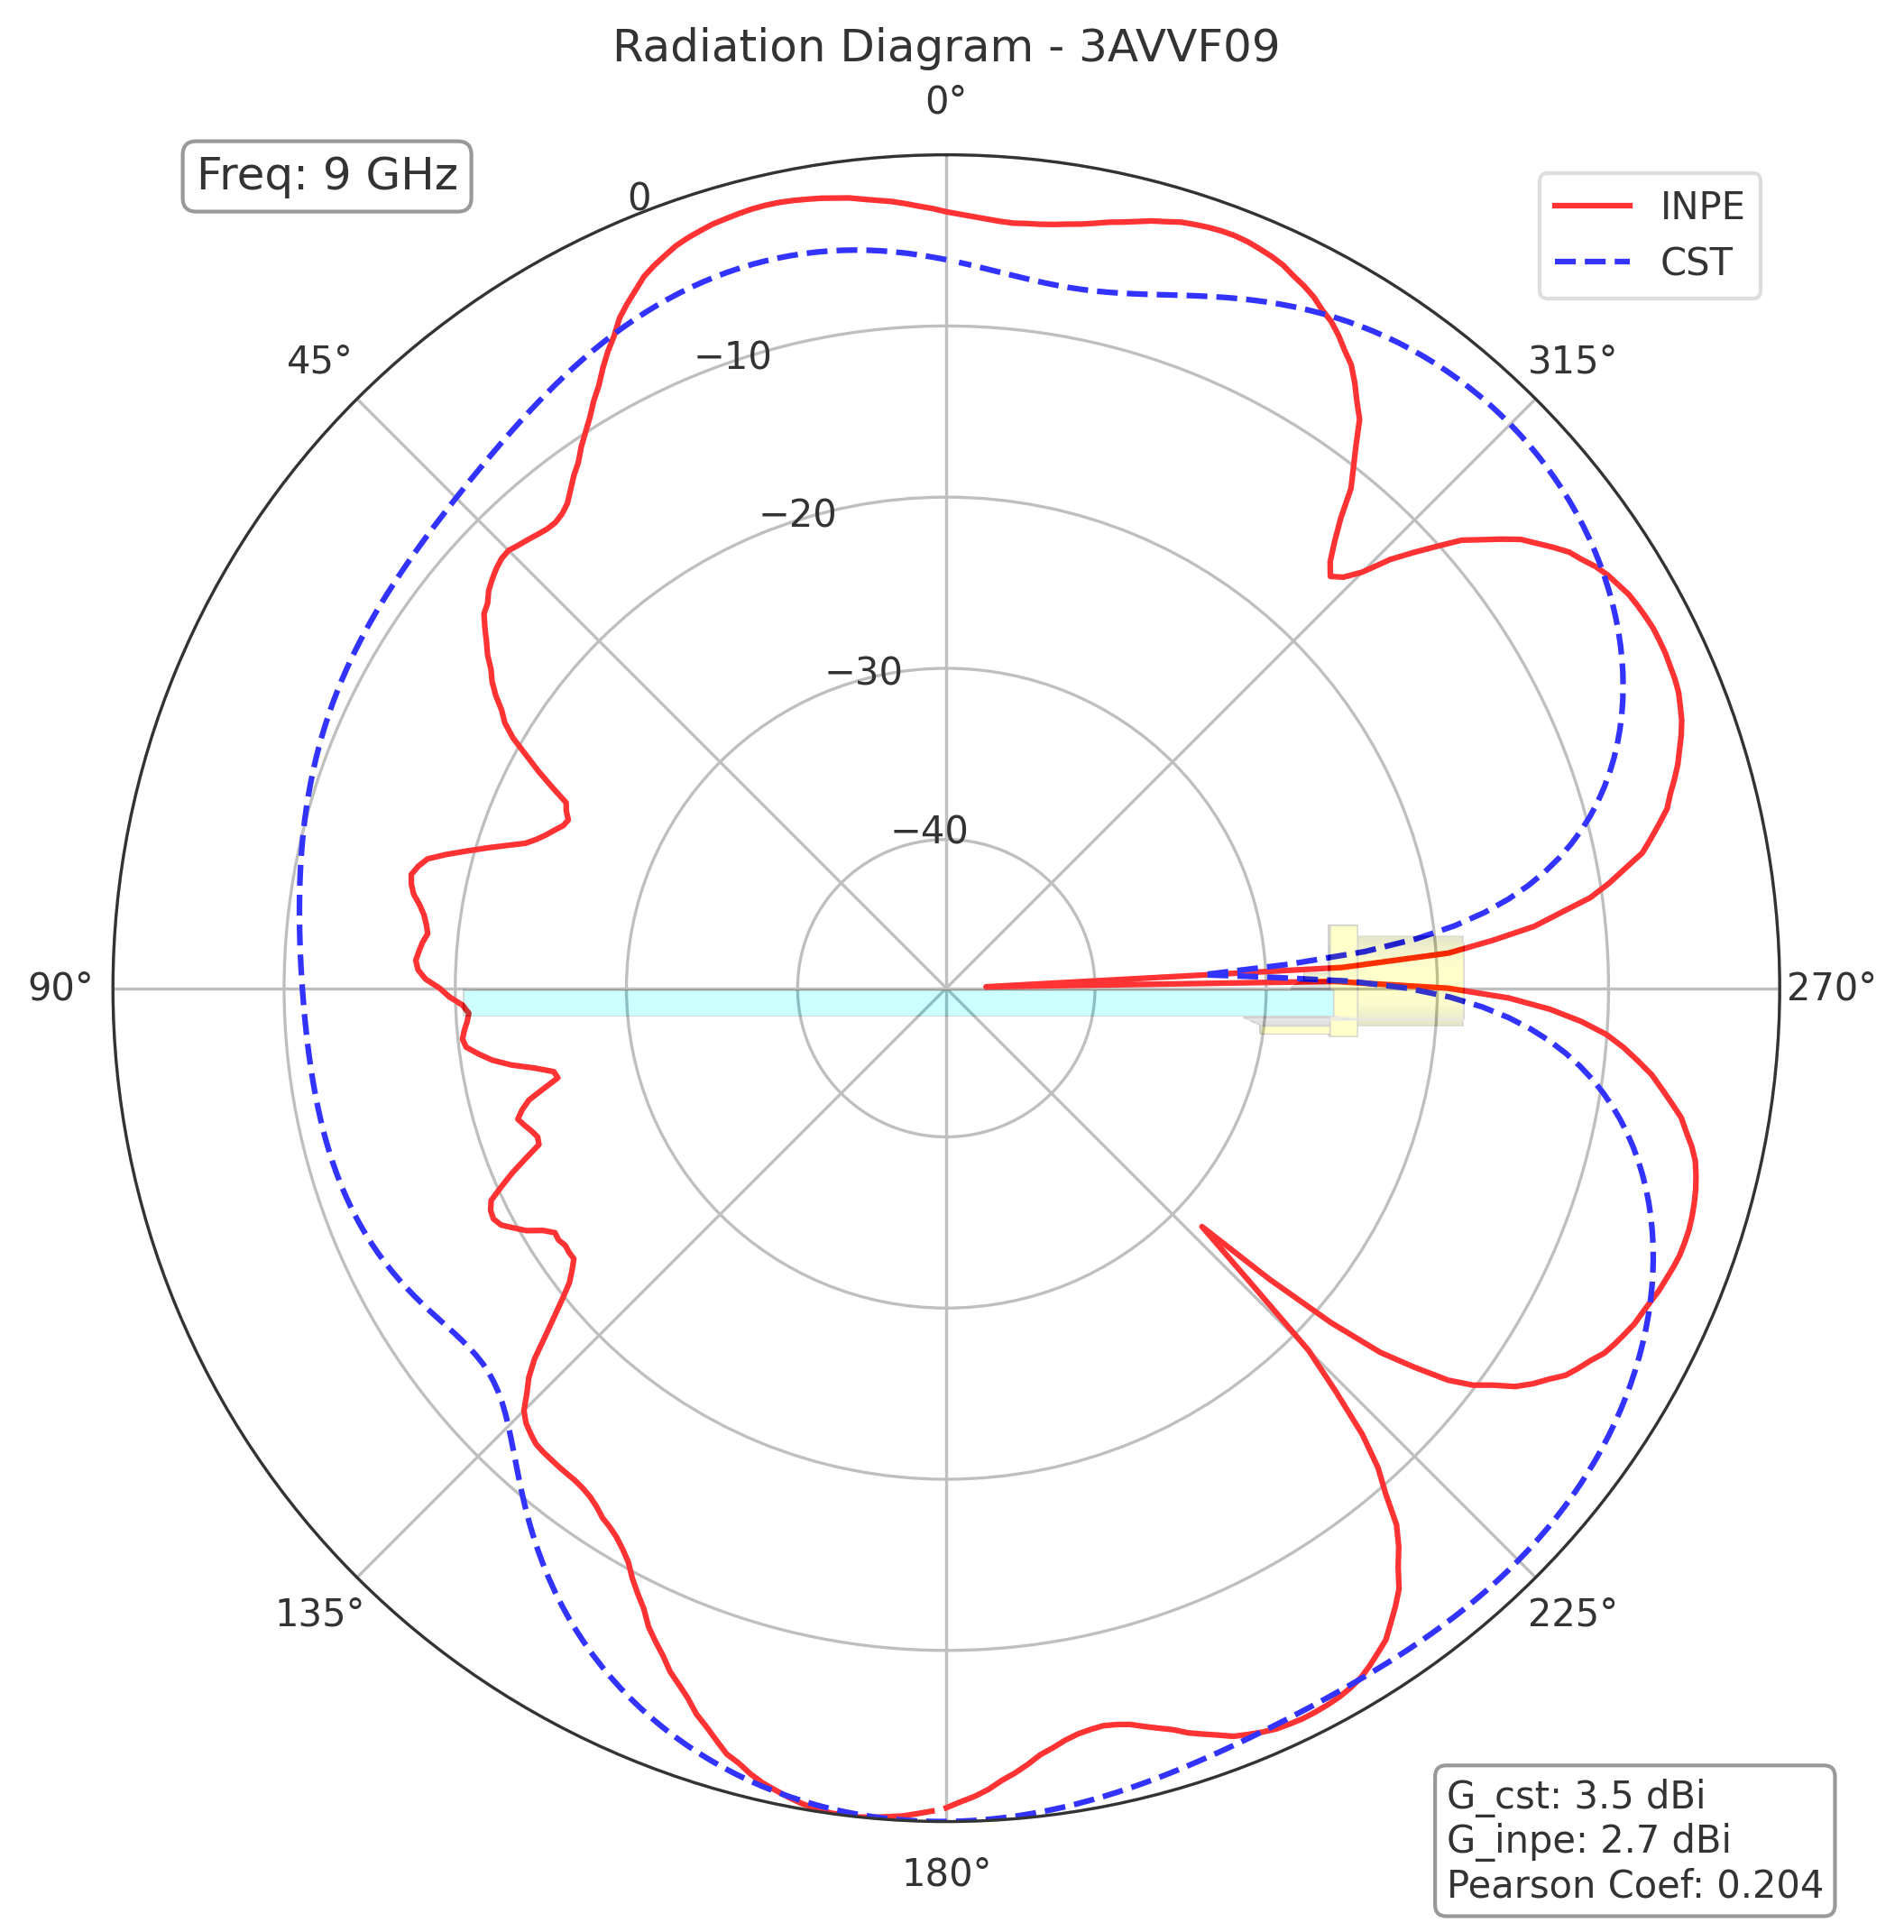 Radiation Diagram - 3AVVF09
0°
Freq: 9 GHz
0
INPE
CST
45°
−10
315°
−20
−30
−40
90°
270°
135°
225°
180°
G_cst: 3.5 dBi
G_inpe: 2.7 dBi
Pearson Coef: 0.204